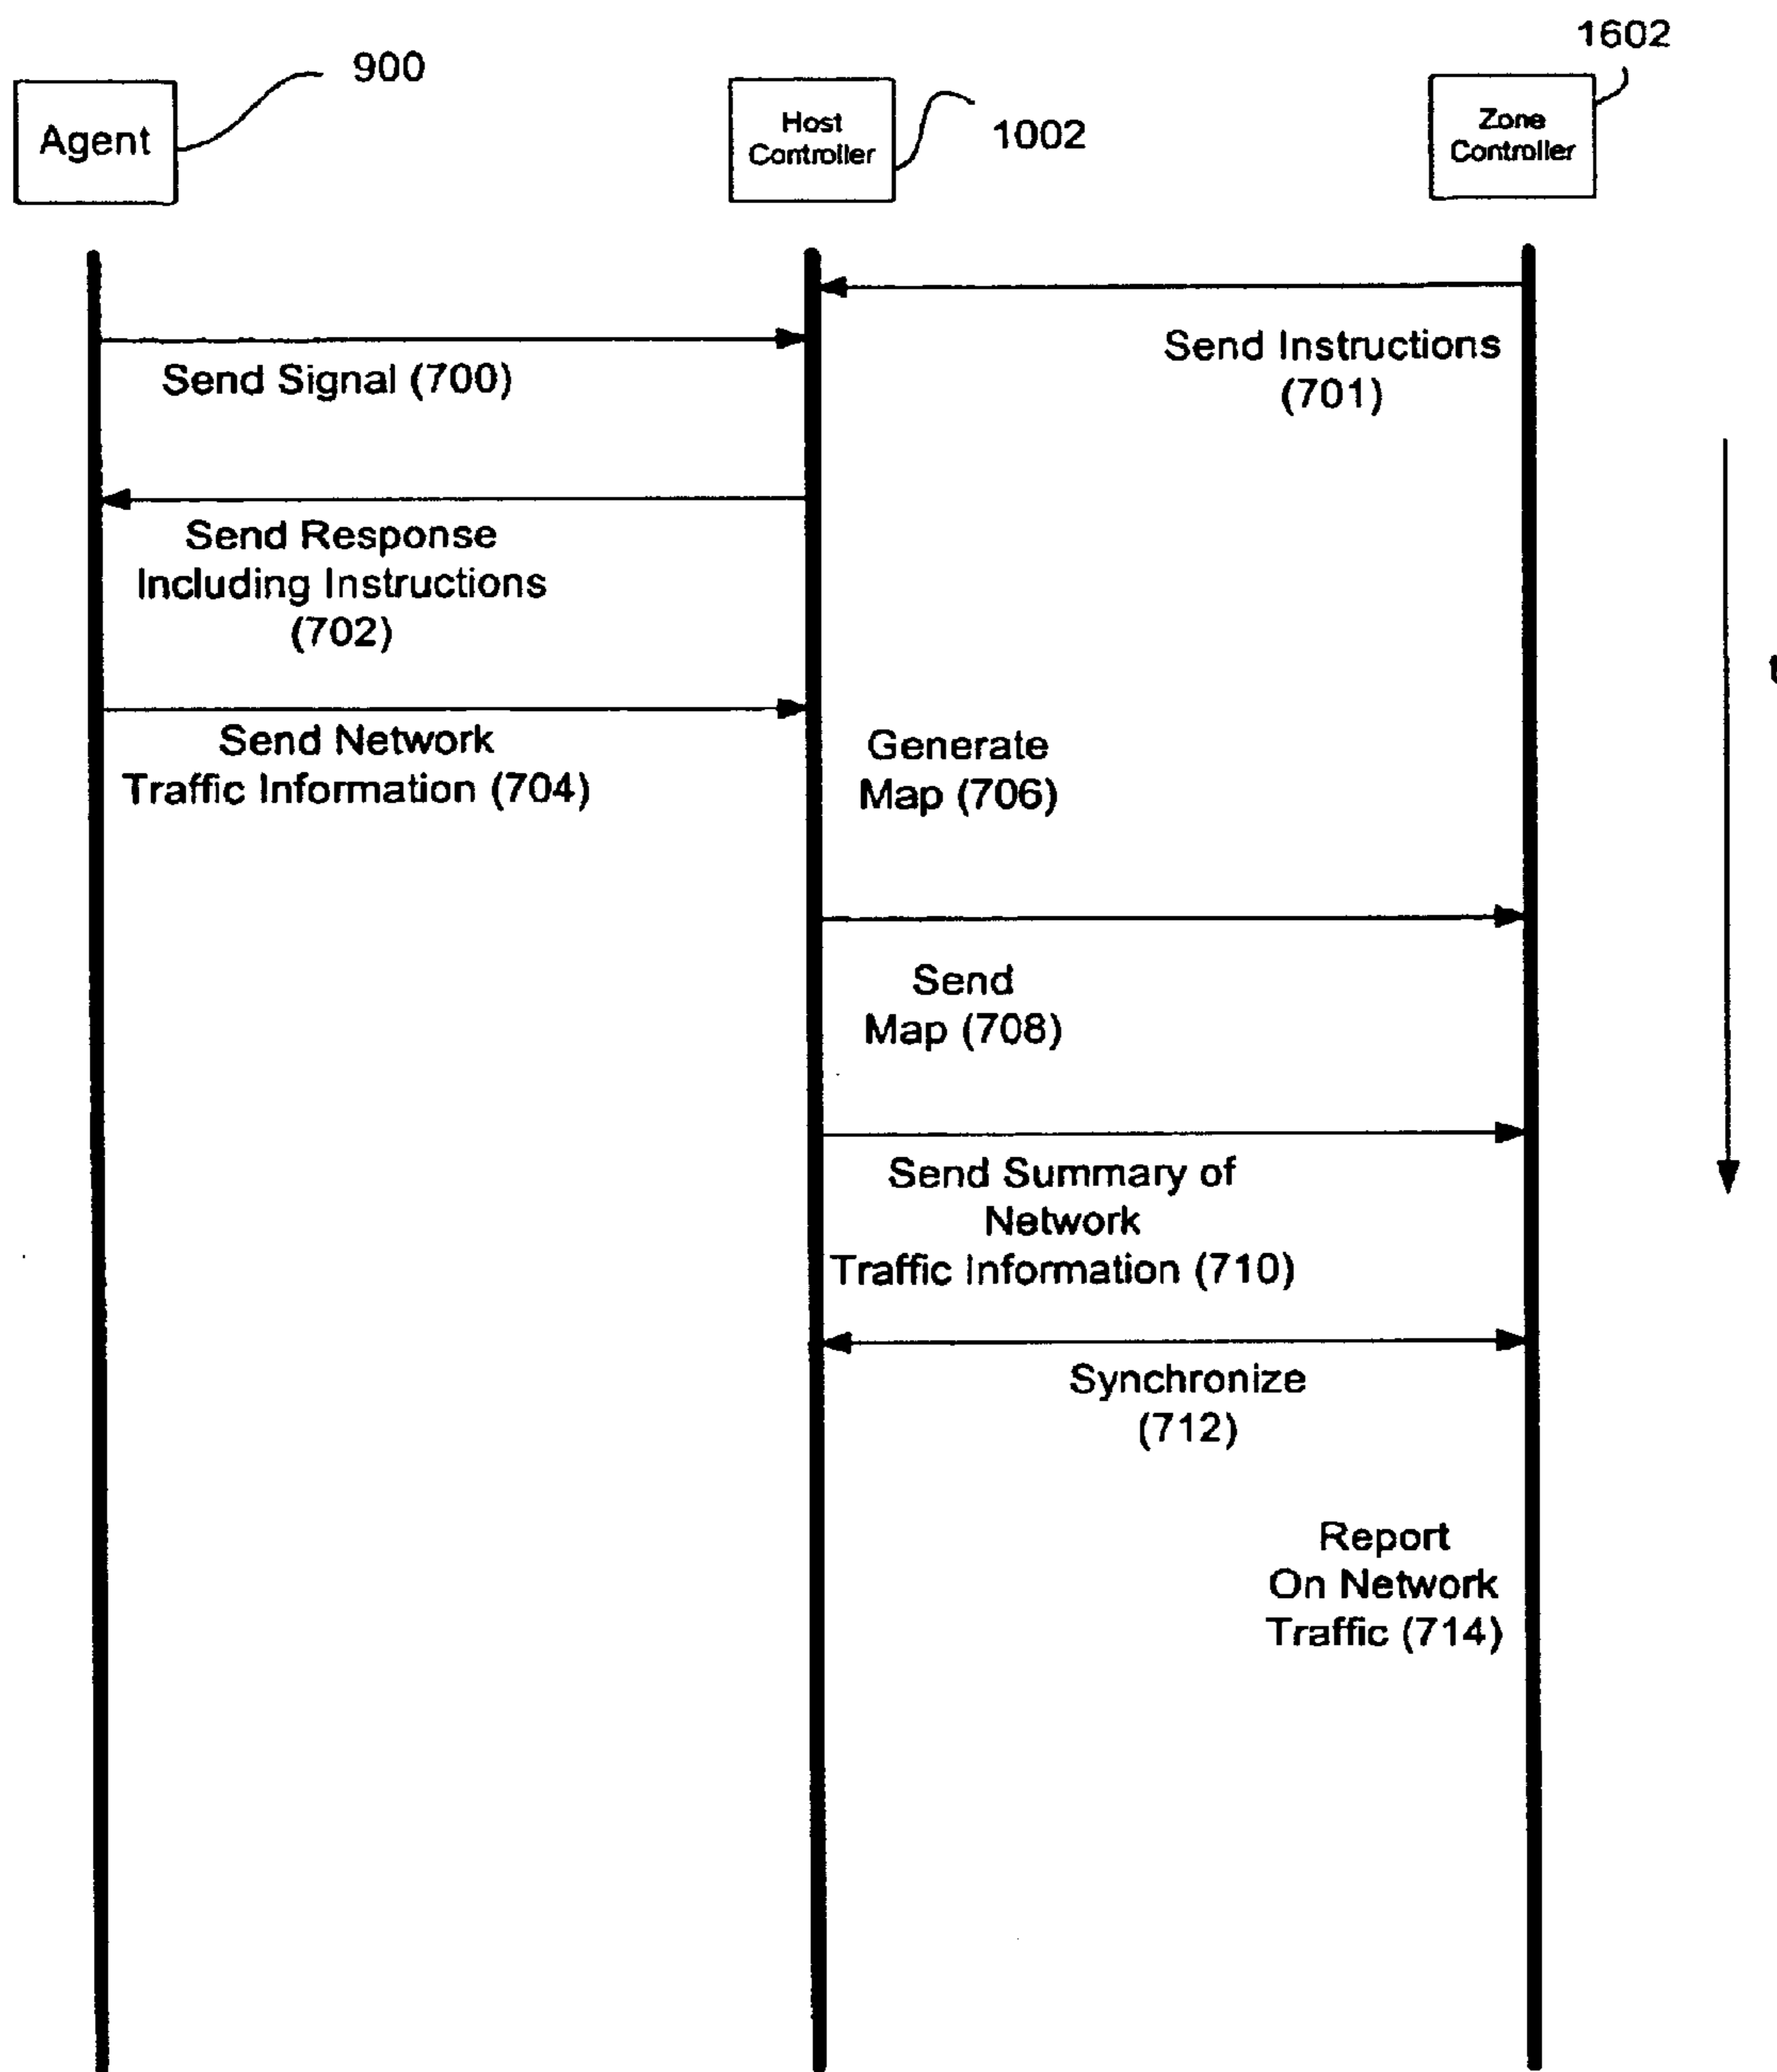 900
1602
Agent
Host
Controller
1002
Zone
Controller
Send Instructions
(701)
Send Signal (700)
Send Response
Including Instructions
(702)
t
Send Network
Traffic Information (704)
Generate
Map (706)
Send
Map (708)
Send Summary of
Network
Traffic Information (710)
Synchronize
(712)
Report
On Network
Traffic (714)